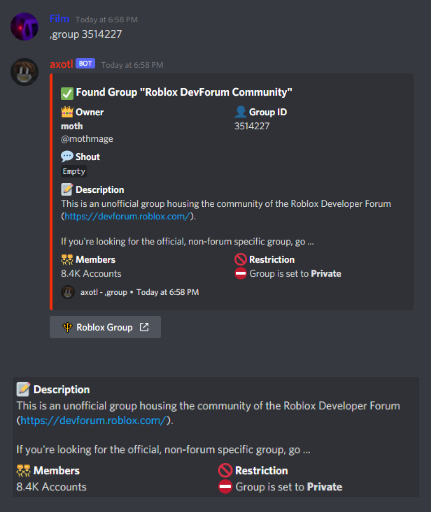 Film Today at 6:58 PM
,group 3514227
axotl BOT Today at 6:58 PM
Found Group "Roblox DevForum Community"
Owner Group ID
moth 3514227
@mothmage
Shout
Empty
Description
This is an unofficial group housing the community of the Roblox Developer Forum
(https://devforum.roblox.com/).
If you're looking for the official, non-forum specific group, go ...
Members Restriction
8.4K Accounts Group is set to Private
axotl - ,group • Today at 6:58 PM
Roblox Group
Description
This is an unofficial group housing the community of the Roblox Developer Forum
(https://devforum.roblox.com/).
If you're looking for the official, non-forum specific group, go ...
Members Restriction
8.4K Accounts Group is set to Private